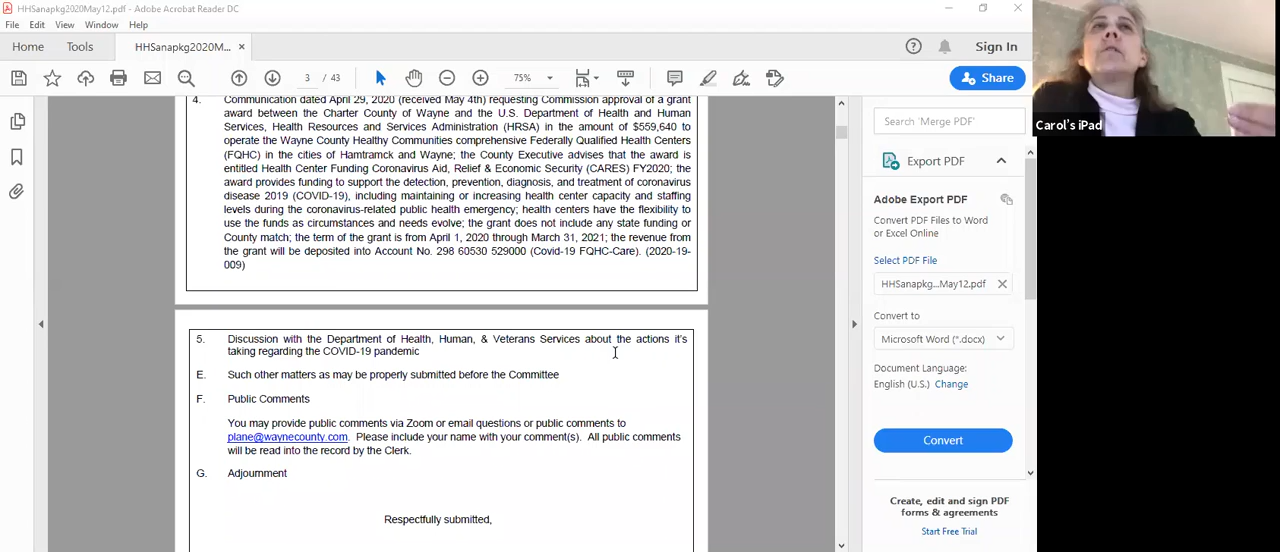 HHSanapkg2020May12.pdf - Adobe Acrobat Reader DC
File Edit View Window Help
Home Tools HHSanapkg2020M... × Sign In
3 / 43 75% Share
4. Communication dated April 29, 2020 (received May 4th) requesting Commission approval of a grant
award between the Charter County of Wayne and the U.S. Department of Health and Human
Services, Health Resources and Services Administration (HRSA) in the amount of $559,640 to
operate the Wayne County Healthy Communities comprehensive Federally Qualified Health Centers
(FQHC) in the cities of Hamtramck and Wayne; the County Executive advises that the award is
entitled Health Center Funding Coronavirus Aid, Relief & Economic Security (CARES) FY2020; the
award provides funding to support the detection, prevention, diagnosis, and treatment of coronavirus
disease 2019 (COVID-19), including maintaining or increasing health center capacity and staffing
levels during the coronavirus-related public health emergency; health centers have the flexibility to
use the funds as circumstances and needs evolve; the grant does not include any state funding or
County match; the term of the grant is from April 1, 2020 through March 31, 2021; the revenue from
the grant will be deposited into Account No. 298 60530 529000 (Covid-19 FQHC-Care). (2020-19-
009)
5. Discussion with the Department of Health, Human, & Veterans Services about the actions it's
taking regarding the COVID-19 pandemic
E. Such other matters as may be properly submitted before the Committee
F. Public Comments
You may provide public comments via Zoom or email questions or public comments to
plane@waynecounty.com. Please include your name with your comment(s). All public comments
will be read into the record by the Clerk.
G. Adjournment
Respectfully submitted,
Search 'Merge PDF'
Export PDF
Adobe Export PDF
Convert PDF Files to Word
or Excel Online
Select PDF File
HHSanapkg...May12.pdf
Convert to
Microsoft Word (*.docx)
Document Language:
English (U.S.) Change
Convert
Create, edit and sign PDF
forms & agreements
Start Free Trial
Carol's iPad